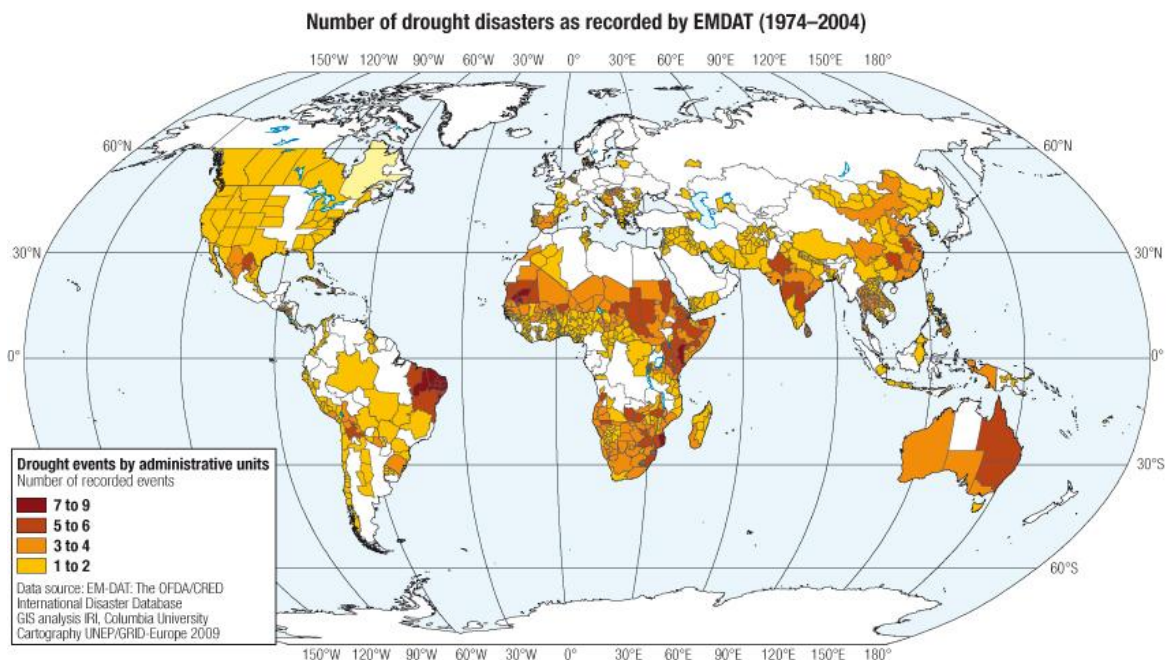 Number of drought disasters as recorded by EMDAT (1974–2004)
150°W 120°W 90°W 60°W 30°W 0° 30°E 60°E 90°E 120°E 150°E 180°
60°N 60°N
30°N 30°N
0° 0°
30°S
60°S
Drought events by administrative units
Number of recorded events
7 to 9
5 to 6
3 to 4
1 to 2
Data source: EM-DAT: The OFDA/CRED
International Disaster Database
GIS analysis IRI, Columbia University
Cartography UNEP/GRID-Europe 2009
150°W 120°W 90°W 60°W 30°W 0° 30°E 60°E 90°E 120°E 150°E 180°